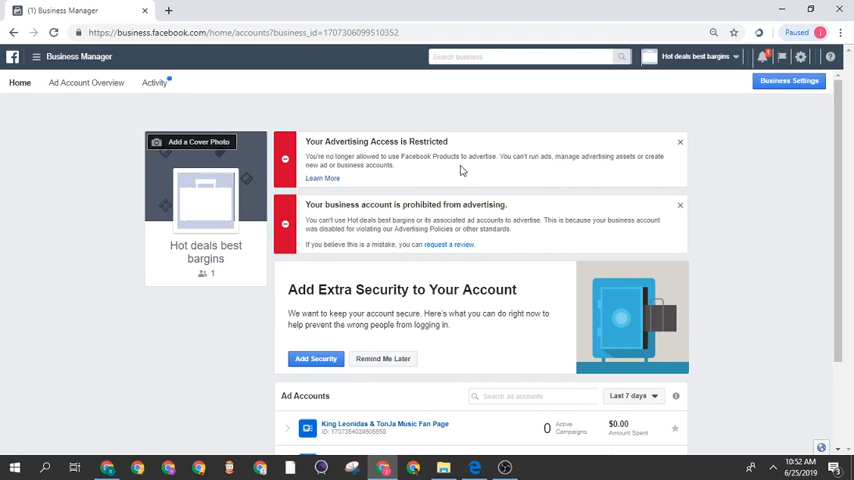 (1) Business Manager
https://business.facebook.com/home/accounts?business_id=1707306099510352
Paused
Business Manager
Search business
Hot deals best bargins
Home
Ad Account Overview
Activity
Business Settings
Add a Cover Photo
Hot deals best
bargins
1
Your Advertising Access is Restricted
You're no longer allowed to use Facebook Products to advertise. You can't run ads, manage advertising assets or create
new ad or business accounts.
Learn More
Your business account is prohibited from advertising.
You can't use Hot deals best bargins or its associated ad accounts to advertise. This is because your business account
was disabled for violating our Advertising Policies or other standards.
If you believe this is a mistake, you can request a review.
Add Extra Security to Your Account
We want to keep your account secure. Here's what you can do right now to
help prevent the wrong people from logging in.
Add Security
Remind Me Later
Ad Accounts
Search ad accounts
Last 7 days
King Leonidas & TonJa Music Fan Page
0
Active
Campaigns
$0.00
Amount Spent
10:52 AM
6/25/2019